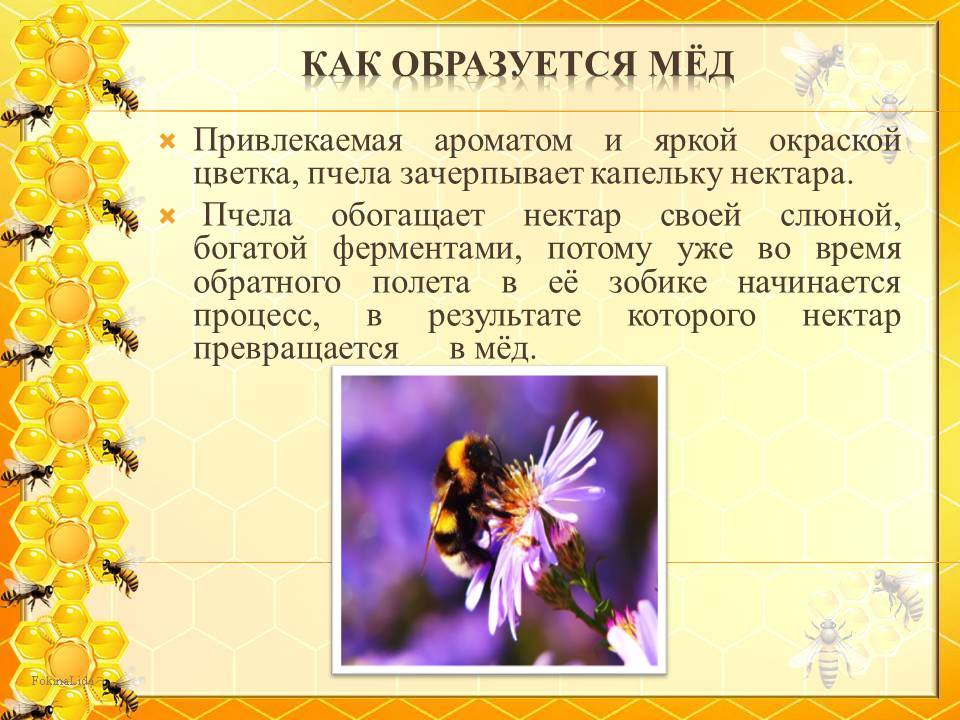 КАК ОБРАЗУЕТСЯ МЁД
Привлекаемая ароматом и яркой окраской
цветка, пчела зачерпывает капельку нектара.
Пчела обогащает нектар своей слюной,
богатой ферментами, потому уже во время
обратного полета в её зобике начинается
процесс, в результате которого нектар
превращается в мёд.
FokinaLida